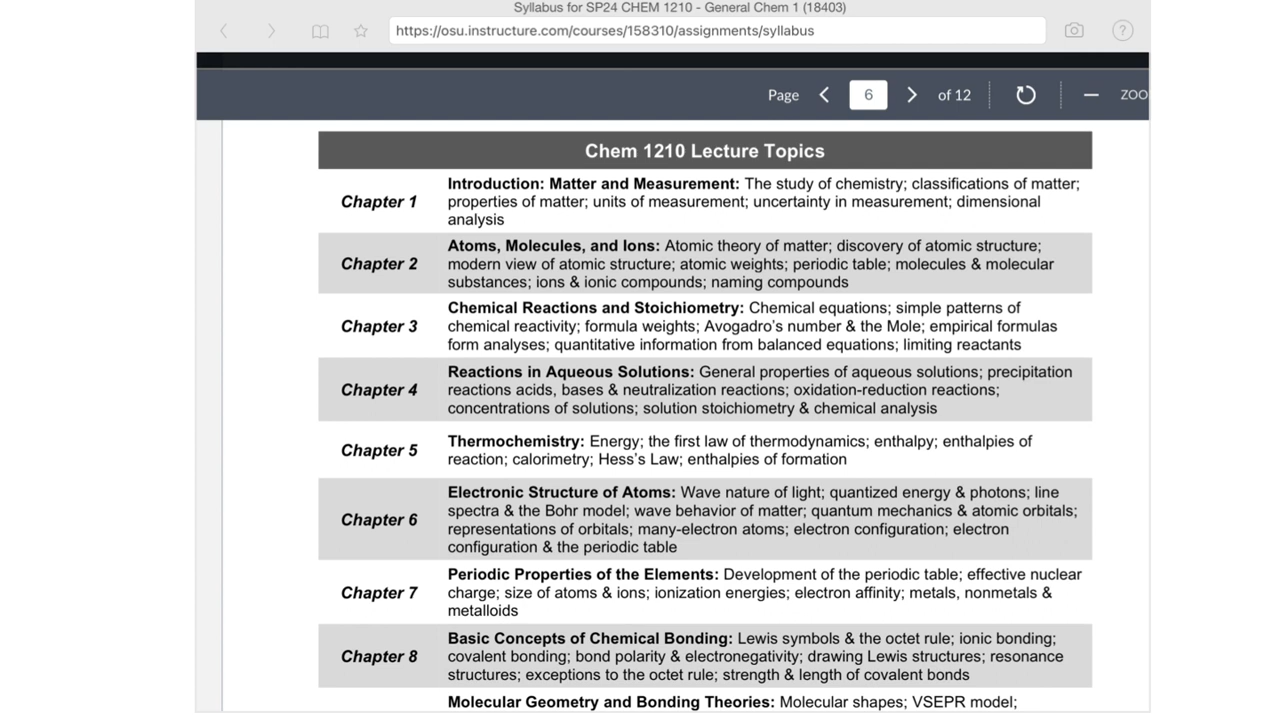 Syllabus for SP24 CHEM 1210 - General Chem 1 (18403)
https://osu.instructure.com/courses/158310/assignments/syllabus
Page 6 of 12 ZOO
Chem 1210 Lecture Topics
Chapter 1
Introduction: Matter and Measurement: The study of chemistry; classifications of matter;
properties of matter; units of measurement; uncertainty in measurement; dimensional
analysis
Chapter 2
Atoms, Molecules, and Ions: Atomic theory of matter; discovery of atomic structure;
modern view of atomic structure; atomic weights; periodic table; molecules & molecular
substances; ions & ionic compounds; naming compounds
Chapter 3
Chemical Reactions and Stoichiometry: Chemical equations; simple patterns of
chemical reactivity; formula weights; Avogadro's number & the Mole; empirical formulas
form analyses; quantitative information from balanced equations; limiting reactants
Chapter 4
Reactions in Aqueous Solutions: General properties of aqueous solutions; precipitation
reactions acids, bases & neutralization reactions; oxidation-reduction reactions;
concentrations of solutions; solution stoichiometry & chemical analysis
Chapter 5
Thermochemistry: Energy; the first law of thermodynamics; enthalpy; enthalpies of
reaction; calorimetry; Hess's Law; enthalpies of formation
Chapter 6
Electronic Structure of Atoms: Wave nature of light; quantized energy & photons; line
spectra & the Bohr model; wave behavior of matter; quantum mechanics & atomic orbitals;
representations of orbitals; many-electron atoms; electron configuration; electron
configuration & the periodic table
Chapter 7
Periodic Properties of the Elements: Development of the periodic table; effective nuclear
charge; size of atoms & ions; ionization energies; electron affinity; metals, nonmetals &
metalloids
Chapter 8
Basic Concepts of Chemical Bonding: Lewis symbols & the octet rule; ionic bonding;
covalent bonding; bond polarity & electronegativity; drawing Lewis structures; resonance
structures; exceptions to the octet rule; strength & length of covalent bonds
Molecular Geometry and Bonding Theories: Molecular shapes; VSEPR model;